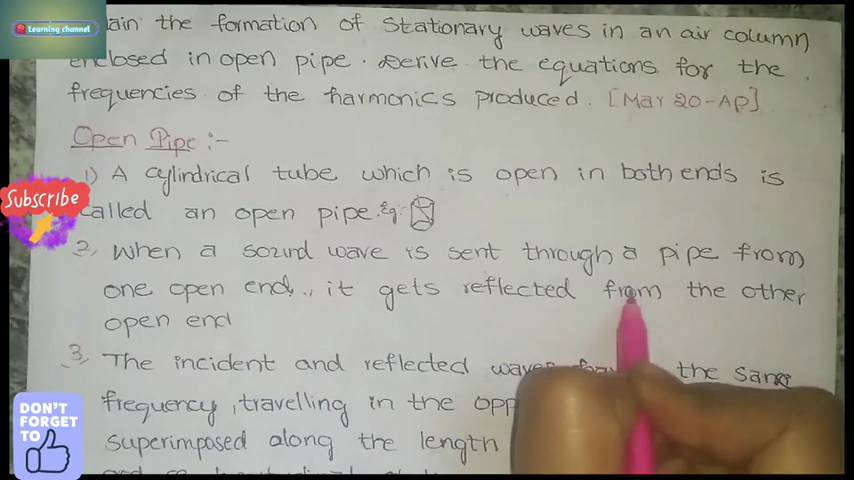 Learning channel
ain the formation of stationary waves in an air column
enclosed in open pipe. Derive the equations for the
frequencies of the harmonics produced. [Mar 20-AP]
Open Pipe :-
1) A cylindrical tube which is open in both ends is
called an open pipe. Eg:
Subscribe
2, When a sound wave is sent through a pipe from
one open end., it gets reflected from the other
open end
3, The incident and reflected waves the same
frequency, travelling in the opp
superimposed along the length
DON'T
FORGET
TO